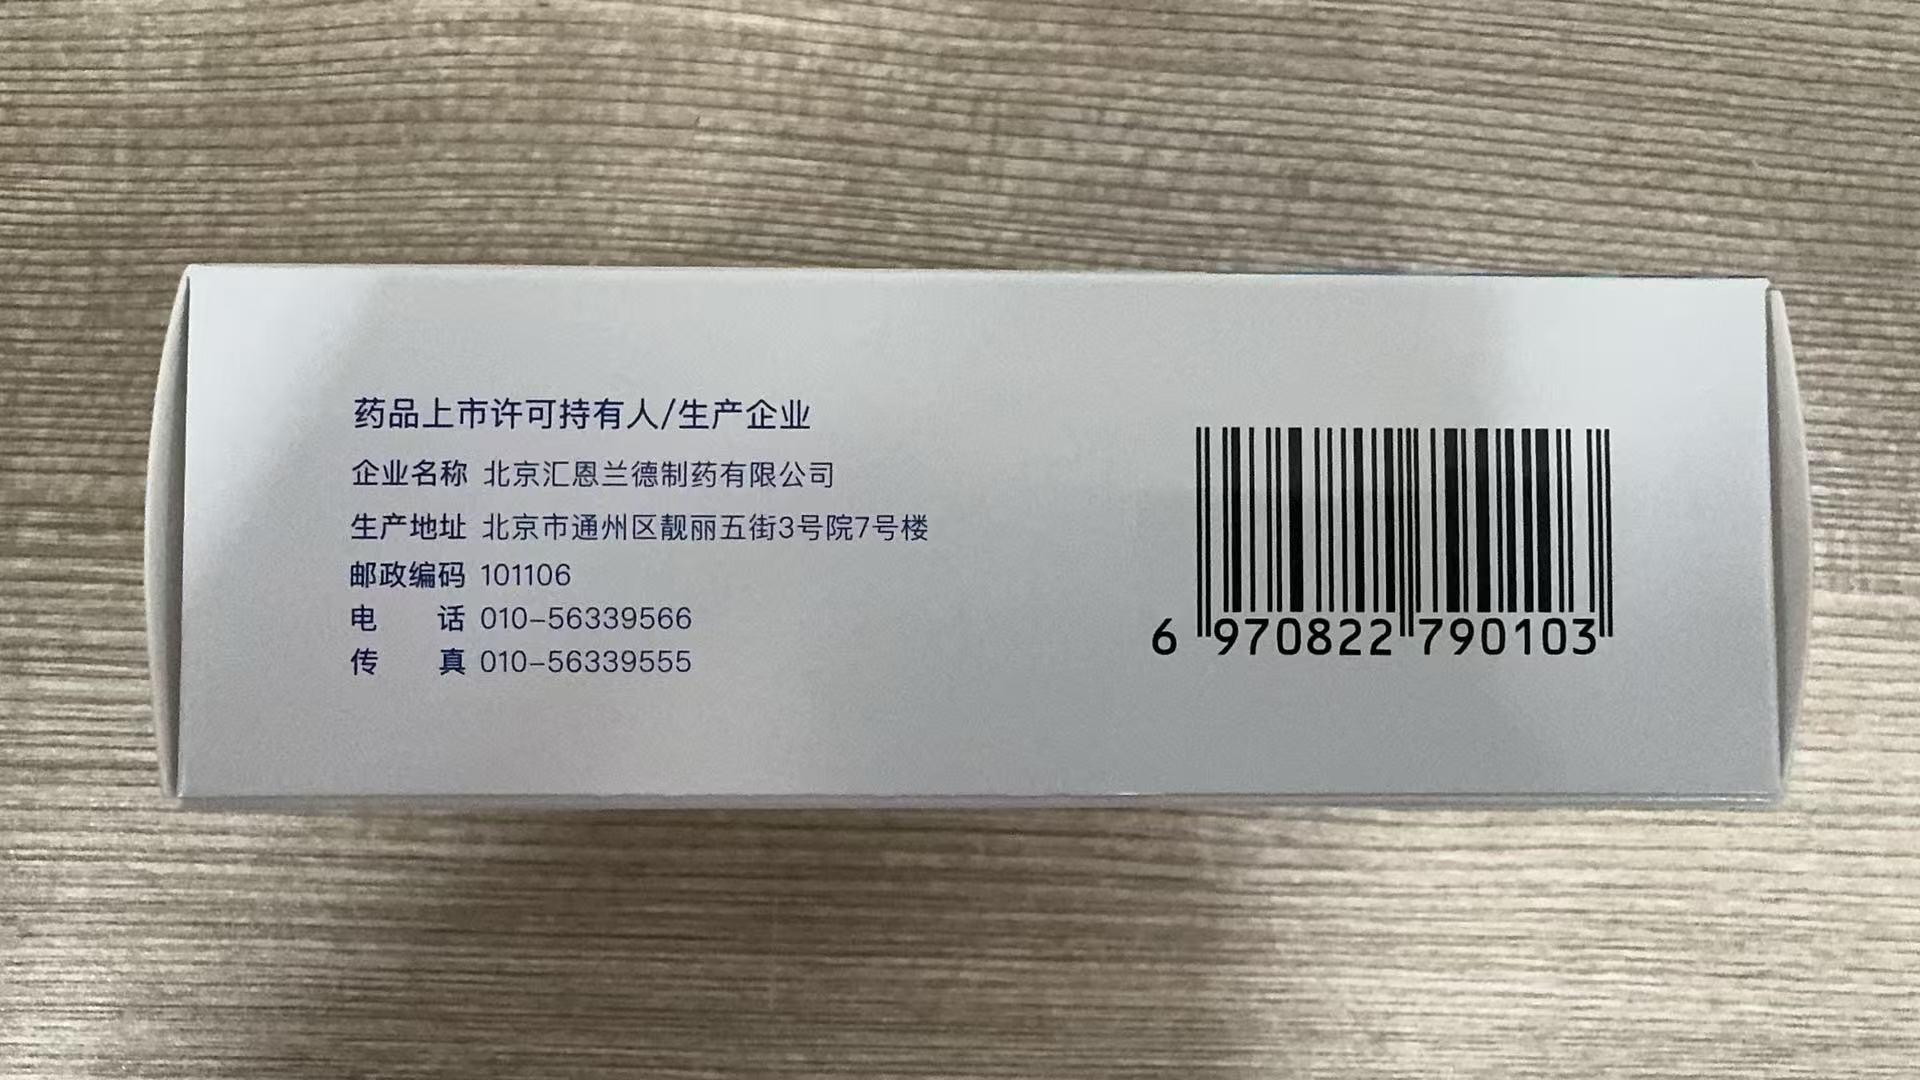 药品上市许可持有人/生产企业
企业名称 北京汇恩兰德制药有限公司
生产地址 北京市通州区靓丽五街3号院7号楼
邮政编码 101106
电 话 010-56339566
传 真 010-56339555
6 970822 790103